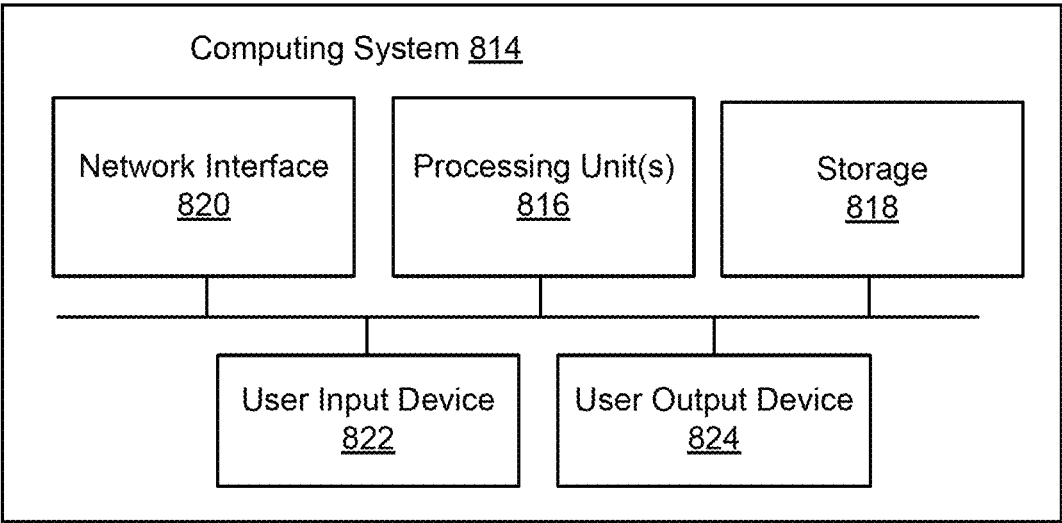 Computing System 814
Network Interface
820
Processing Unit(s)
816
Storage
818
User Input Device
822
User Output Device
824